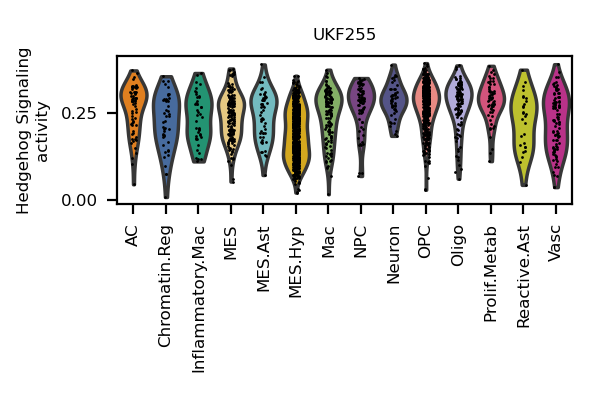 UKF255
Hedgehog Signaling
activity
0.25
0.00
AC
Chromatin.Reg
Inflammatory.Mac
MES
MES.Ast
MES.Hyp
Mac
NPC
Neuron
OPC
Oligo
Prolif.Metab
Reactive.Ast
Vasc